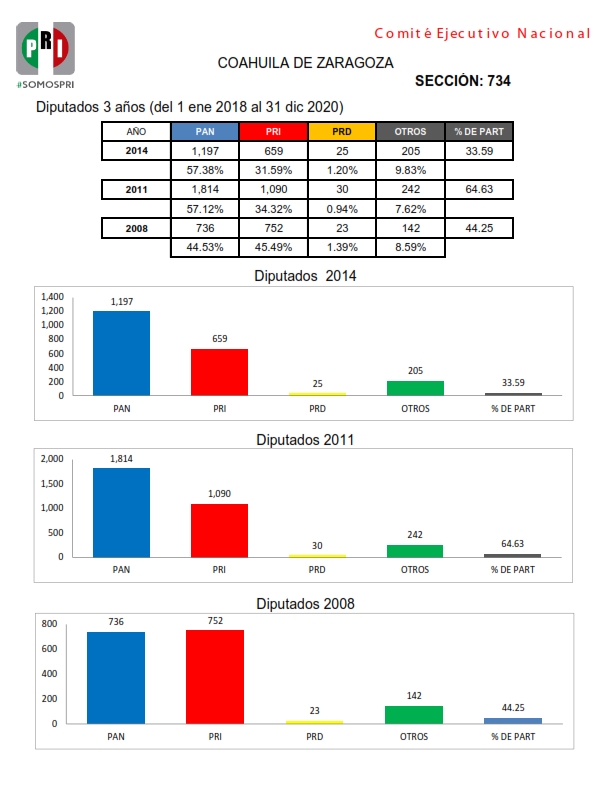 PRI
#SOMOSPRI
Comité Ejecutivo Nacional
COAHUILA DE ZARAGOZA
SECCIÓN: 734
Diputados 3 años (del 1 ene 2018 al 31 dic 2020)
AÑO PAN PRI PRD OTROS % DE PART
2014 1,197 659 25 205 33.59
57.38% 31.59% 1.20% 9.83%
2011 1,814 1,090 30 242 64.63
57.12% 34.32% 0.94% 7.62%
2008 736 752 23 142 44.25
44.53% 45.49% 1.39% 8.59%
Diputados 2014
1,400
1,200
1,000
800
600
400
200
0
1,197 659 25 205 33.59
PAN PRI PRD OTROS % DE PART
Diputados 2011
2,000
1,500
1,000
500
0
1,814 1,090 30 242 64.63
PAN PRI PRD OTROS % DE PART
Diputados 2008
800
600
400
200
0
736 752 23 142 44.25
PAN PRI PRD OTROS % DE PART